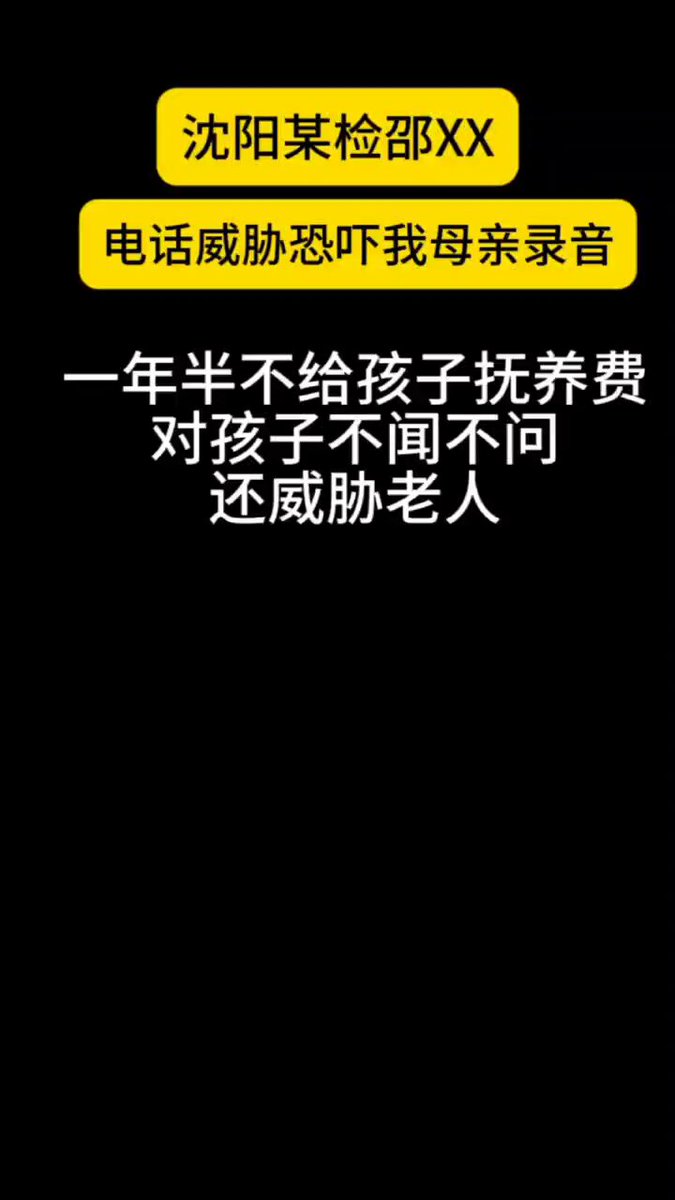 沈阳某检邵XX
电话威胁恐吓我母亲录音
一年半不给孩子抚养费
对孩子不闻不问
还威胁老人